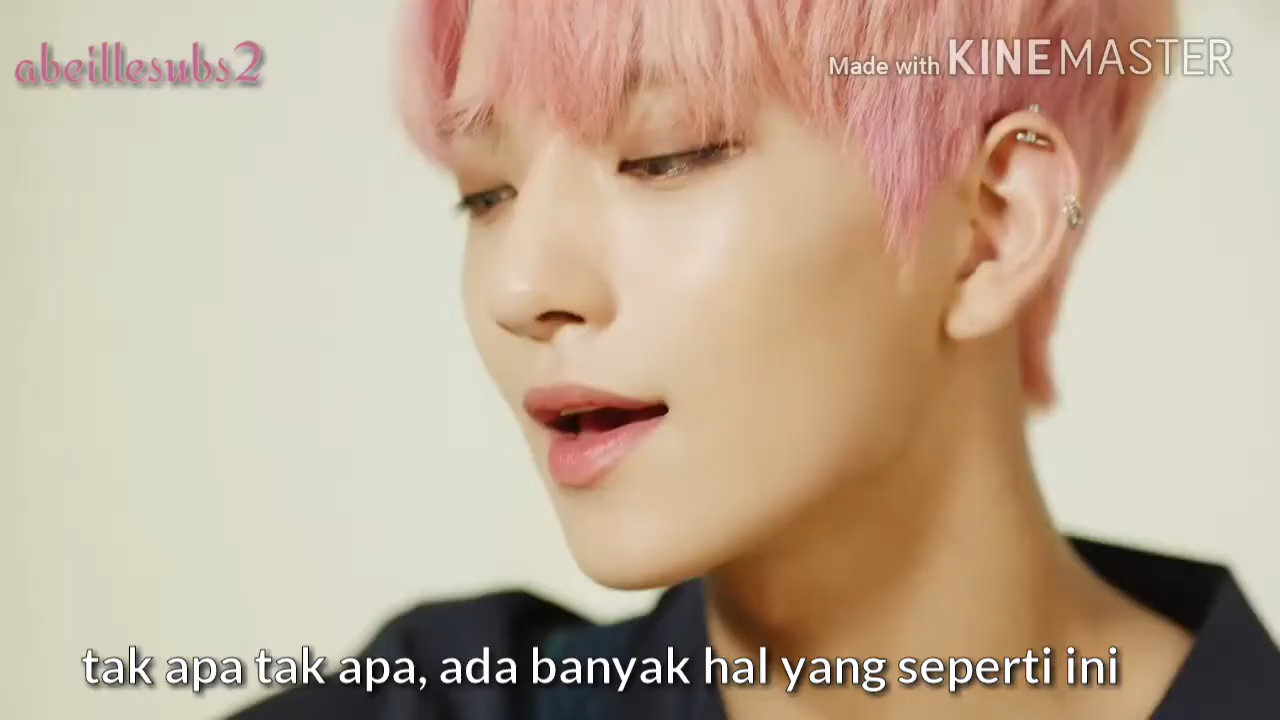 abeillesubs2
Made with KINEMASTER
tak apa tak apa, ada banyak hal yang seperti ini